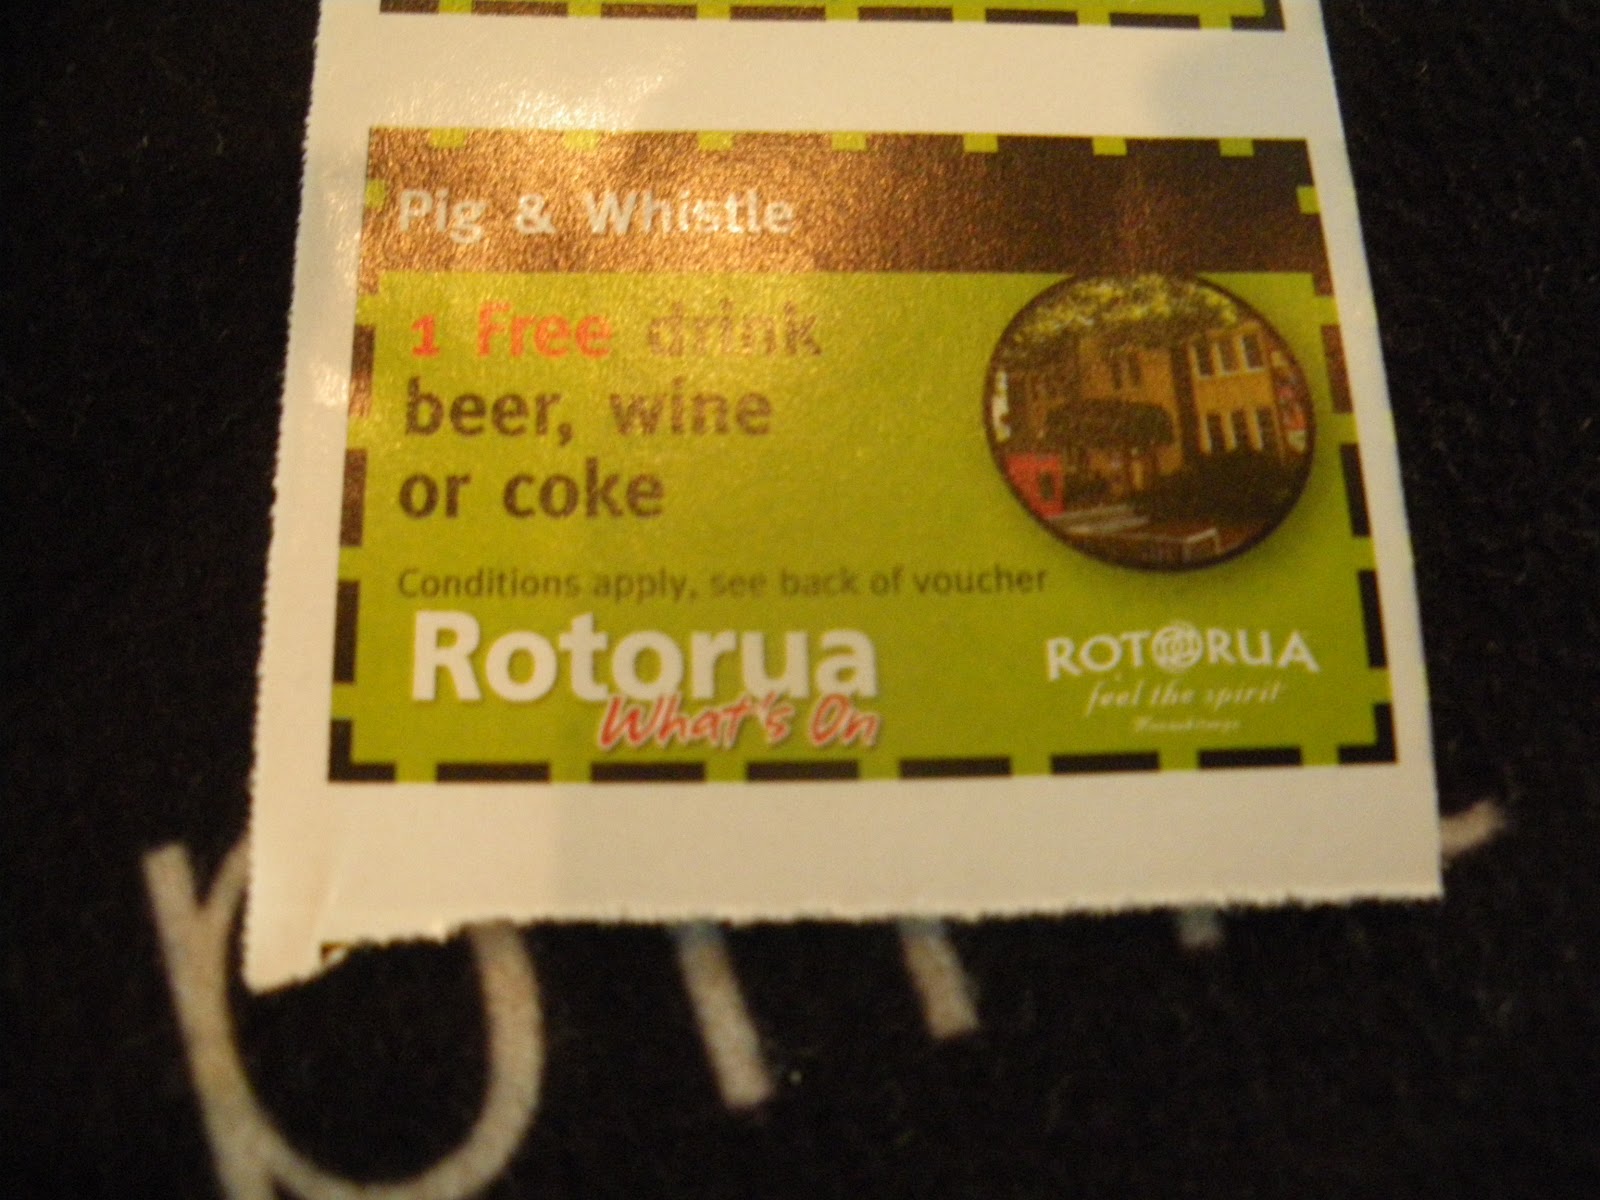 Pig & Whistle
1 Free drink
beer, wine
or coke
Conditions apply, see back of voucher
Rotorua
What's On
ROTORUA
feel the spirit